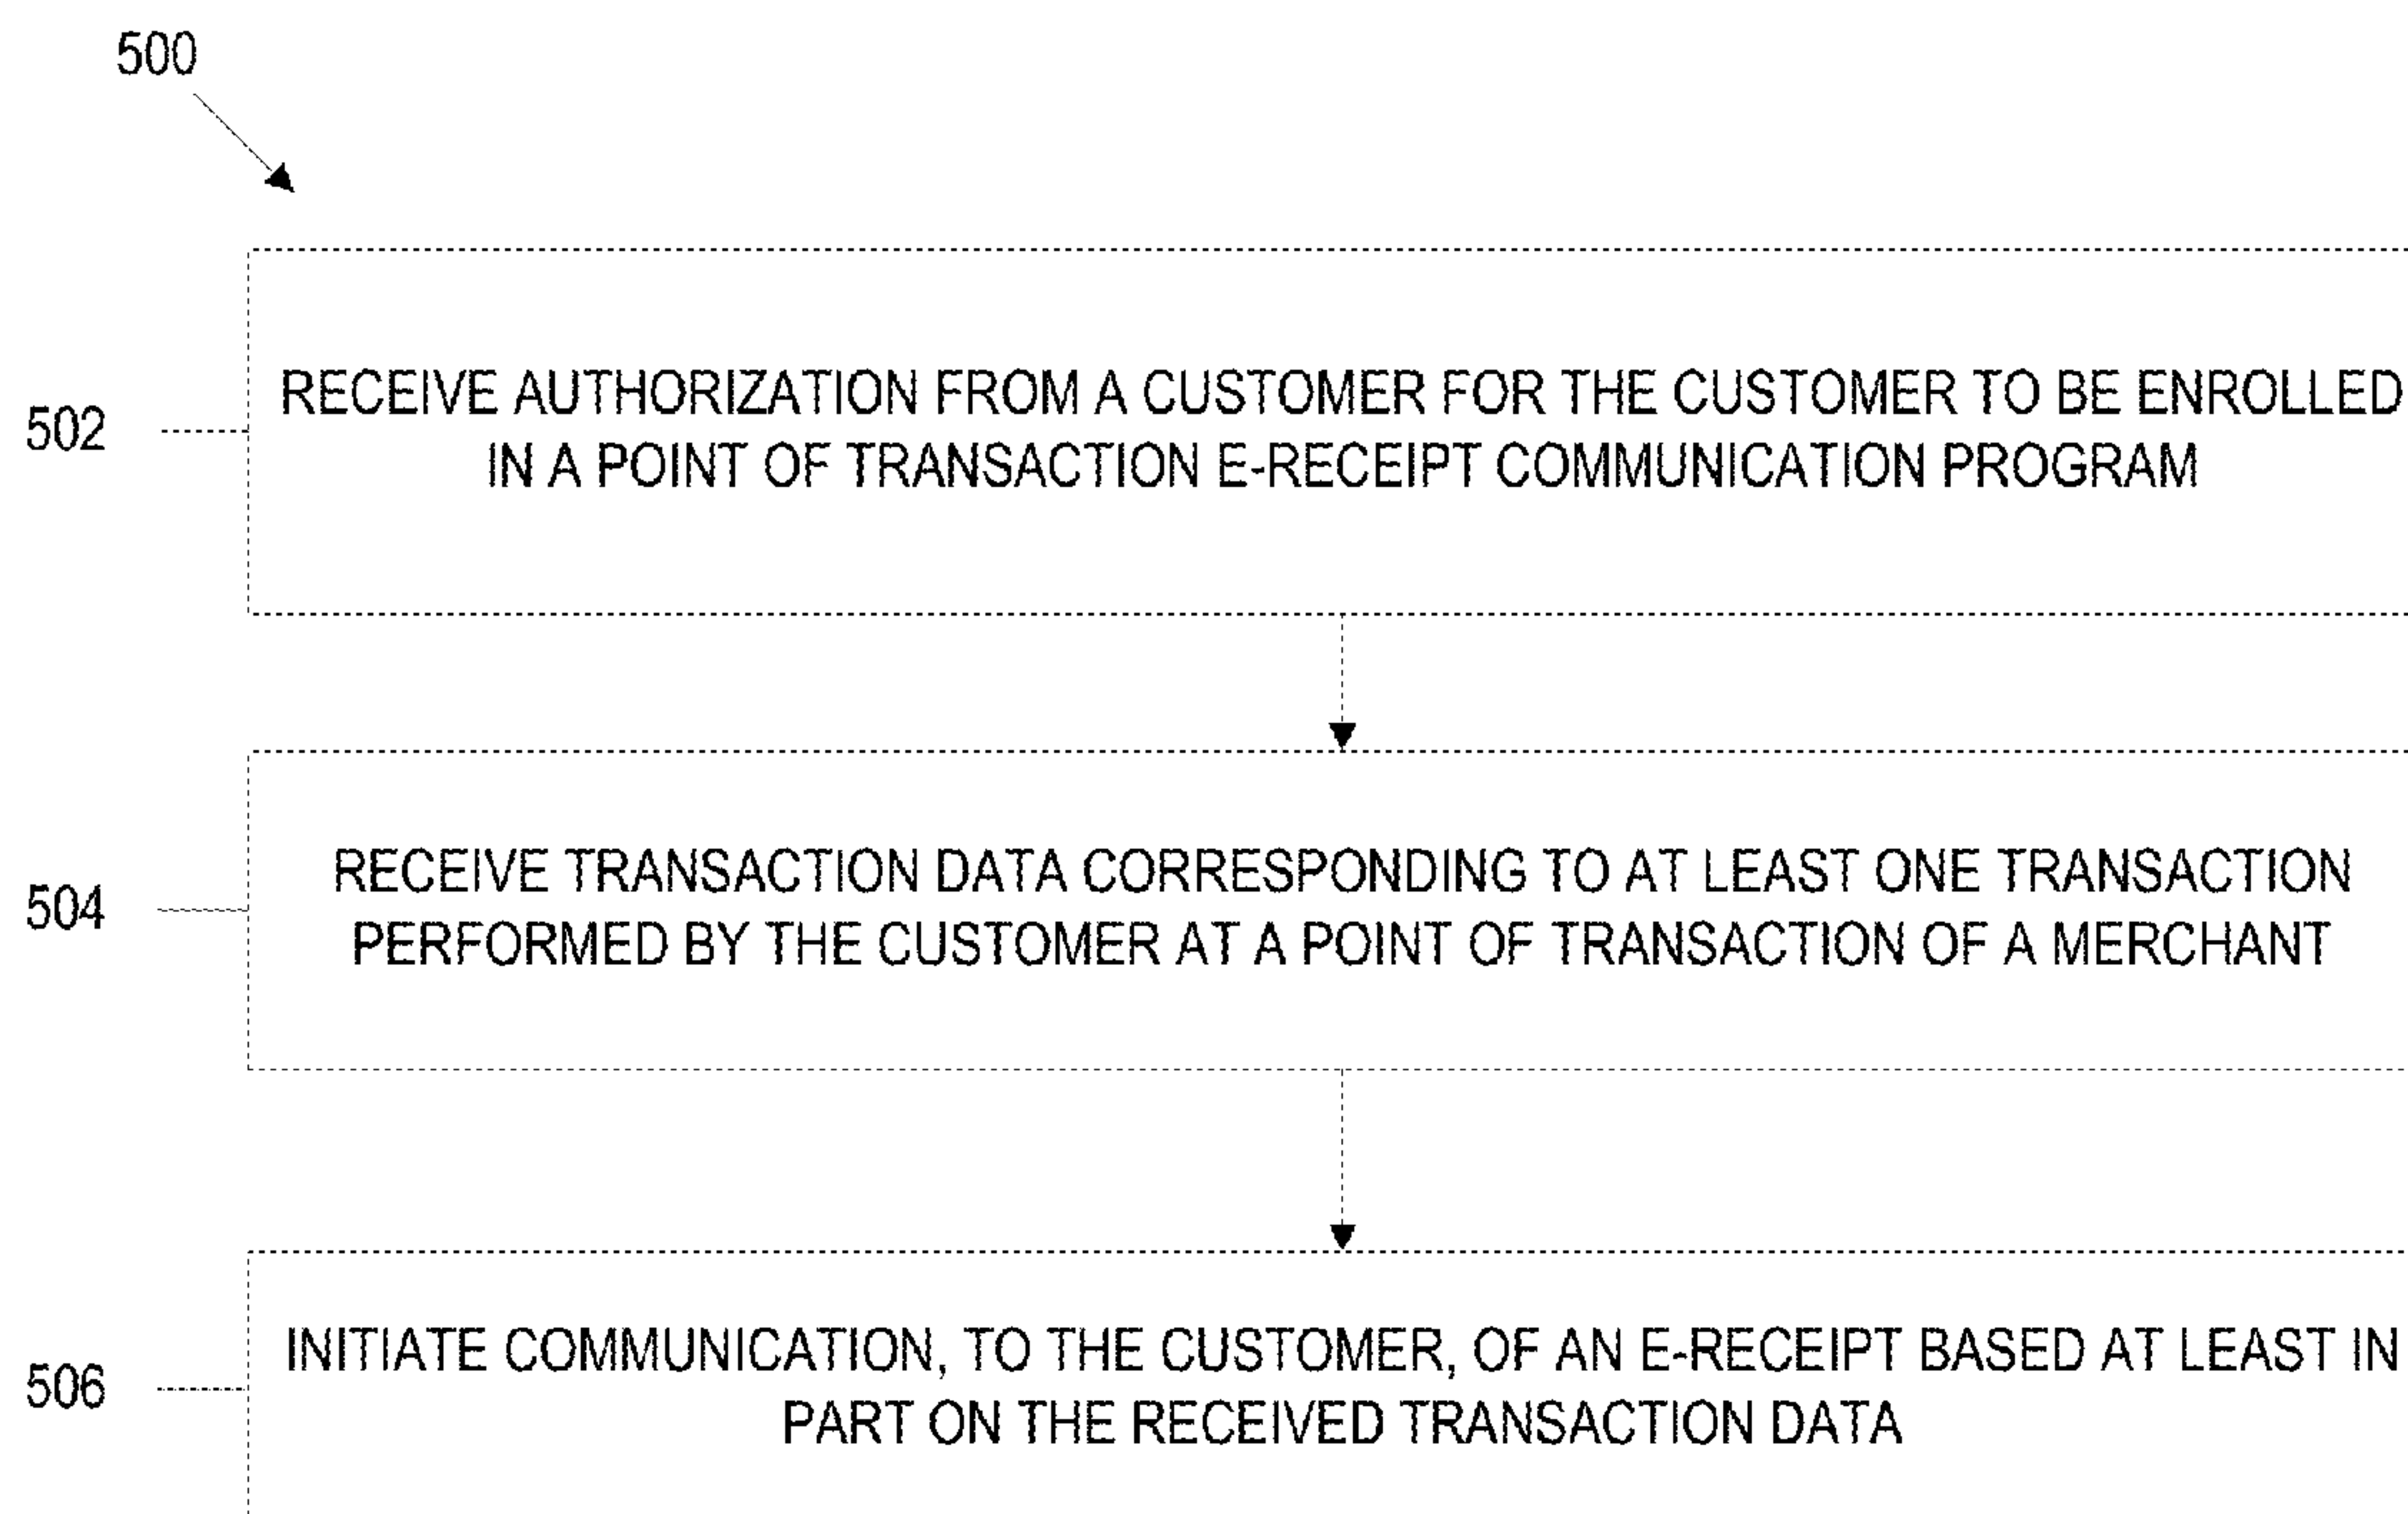 500
502
RECEIVE AUTHORIZATION FROM A CUSTOMER FOR THE CUSTOMER TO BE ENROLLED
IN A POINT OF TRANSACTION E-RECEIPT COMMUNICATION PROGRAM
504
RECEIVE TRANSACTION DATA CORRESPONDING TO AT LEAST ONE TRANSACTION
PERFORMED BY THE CUSTOMER AT A POINT OF TRANSACTION OF A MERCHANT
506
INITIATE COMMUNICATION, TO THE CUSTOMER, OF AN E-RECEIPT BASED AT LEAST IN
PART ON THE RECEIVED TRANSACTION DATA